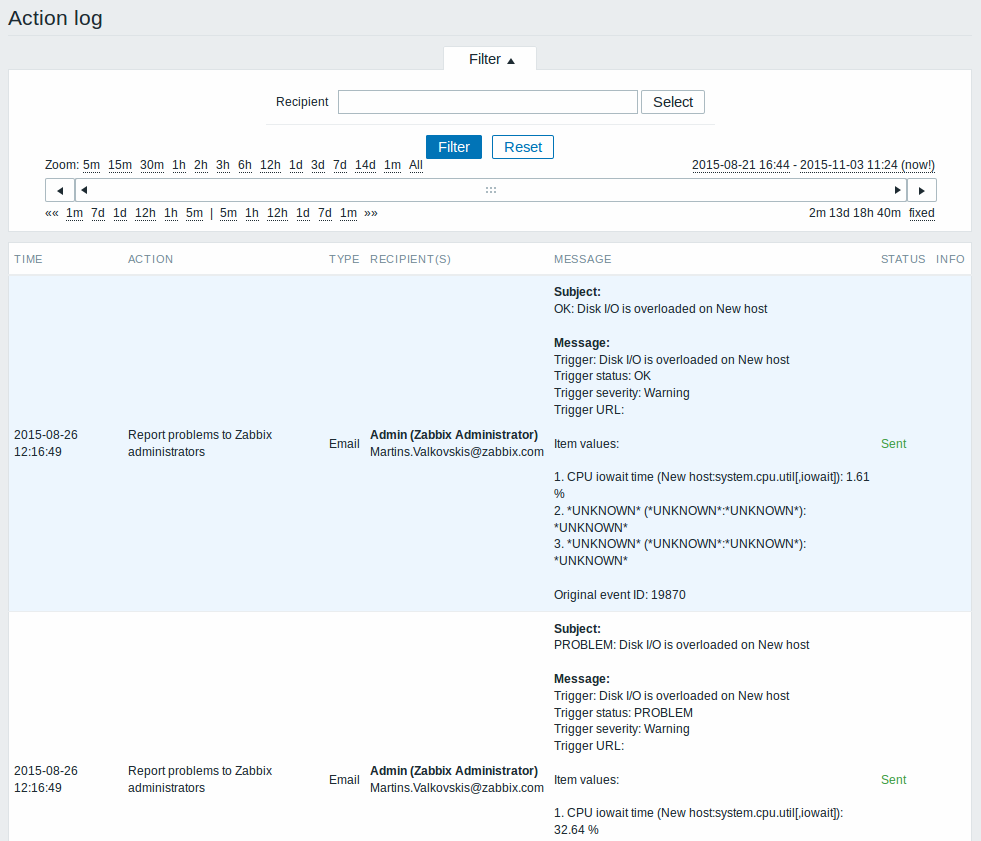 Action log
Filter ▲
Recipient Select
Filter Reset
Zoom: 5m 15m 30m 1h 2h 3h 6h 12h 1d 3d 7d 14d 1m All 2015-08-21 16:44 - 2015-11-03 11:24 (now!)
«« 1m 7d 1d 12h 1h 5m | 5m 1h 12h 1d 7d 1m »» 2m 13d 18h 40m fixed
TIME ACTION TYPE RECIPIENT(S) MESSAGE STATUS INFO
2015-08-26
12:16:49
Report problems to Zabbix
administrators
Email
Admin (Zabbix Administrator)
Martins.Valkovskis@zabbix.com
Subject:
OK: Disk I/O is overloaded on New host
Message:
Trigger: Disk I/O is overloaded on New host
Trigger status: OK
Trigger severity: Warning
Trigger URL:
Item values:
1. CPU iowait time (New host:system.cpu.util[,iowait]): 1.61
%
2. *UNKNOWN* (*UNKNOWN*:*UNKNOWN*):
*UNKNOWN*
3. *UNKNOWN* (*UNKNOWN*:*UNKNOWN*):
*UNKNOWN*
Original event ID: 19870
Sent
2015-08-26
12:16:49
Report problems to Zabbix
administrators
Email
Admin (Zabbix Administrator)
Martins.Valkovskis@zabbix.com
Subject:
PROBLEM: Disk I/O is overloaded on New host
Message:
Trigger: Disk I/O is overloaded on New host
Trigger status: PROBLEM
Trigger severity: Warning
Trigger URL:
Item values:
1. CPU iowait time (New host:system.cpu.util[,iowait]):
32.64 %
Sent